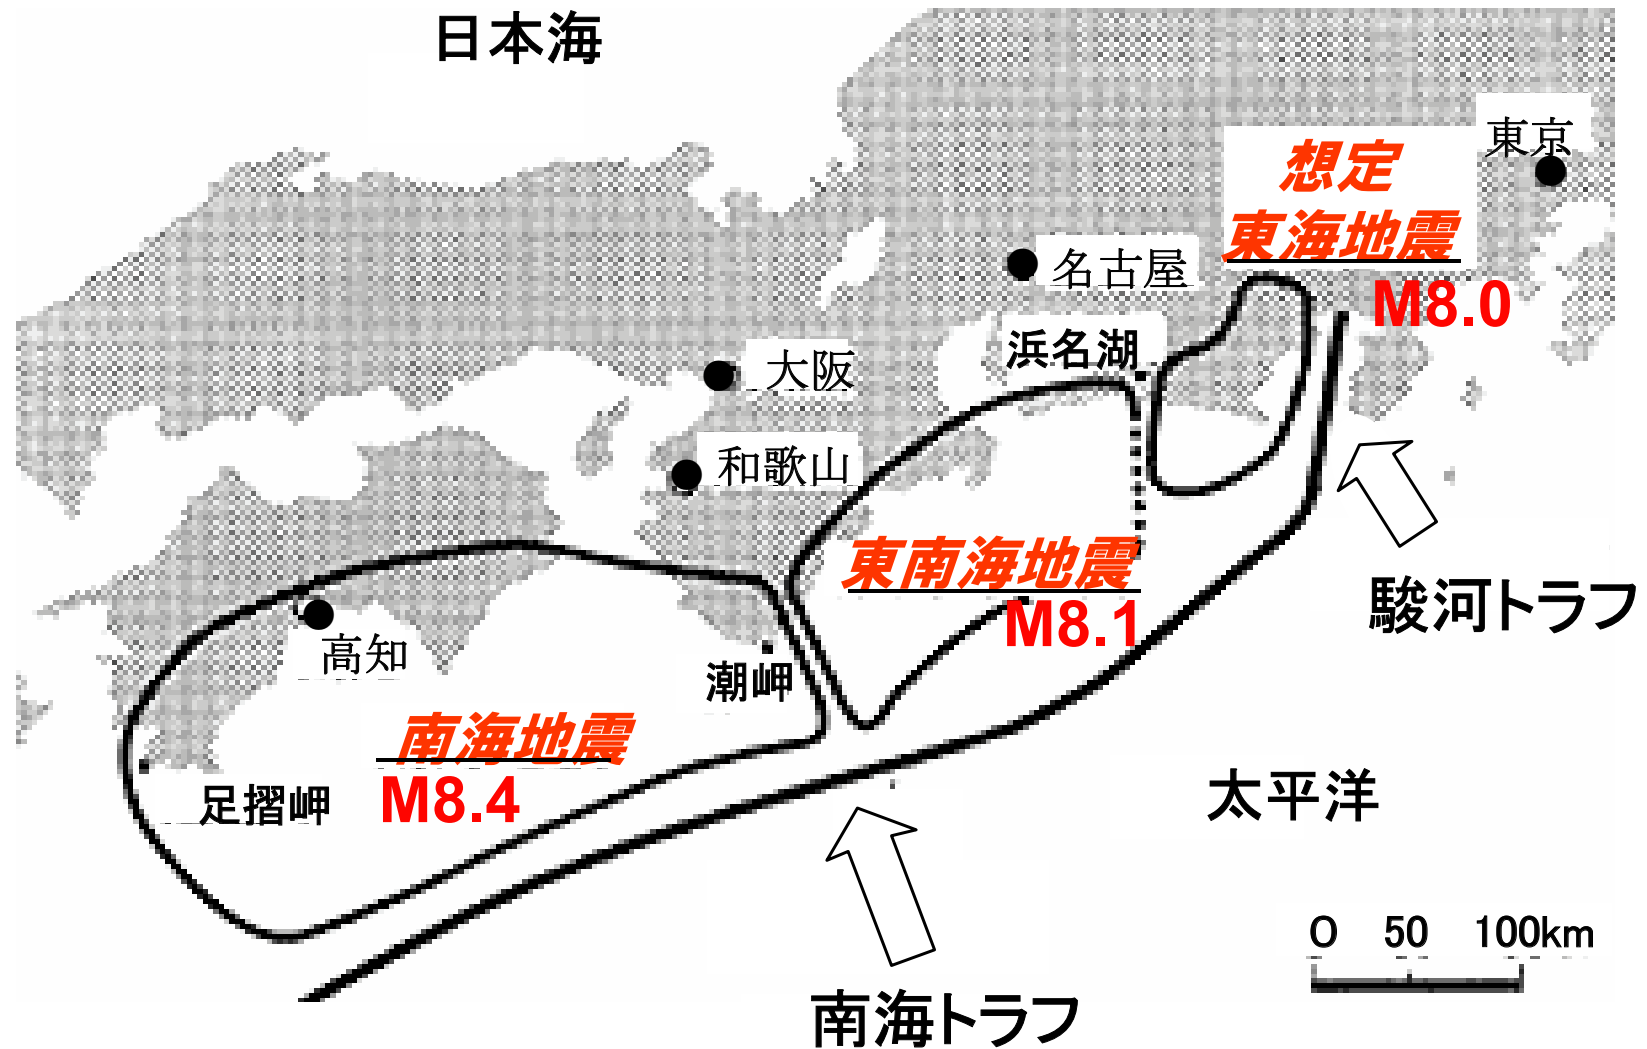 日本海
東京
想定
東海地震
M8.0
名古屋
浜名湖
大阪
和歌山
東南海地震
M8.1
駿河トラフ
高知
潮岬
南海地震
M8.4
足摺岬
太平洋
0 50 100km
南海トラフ